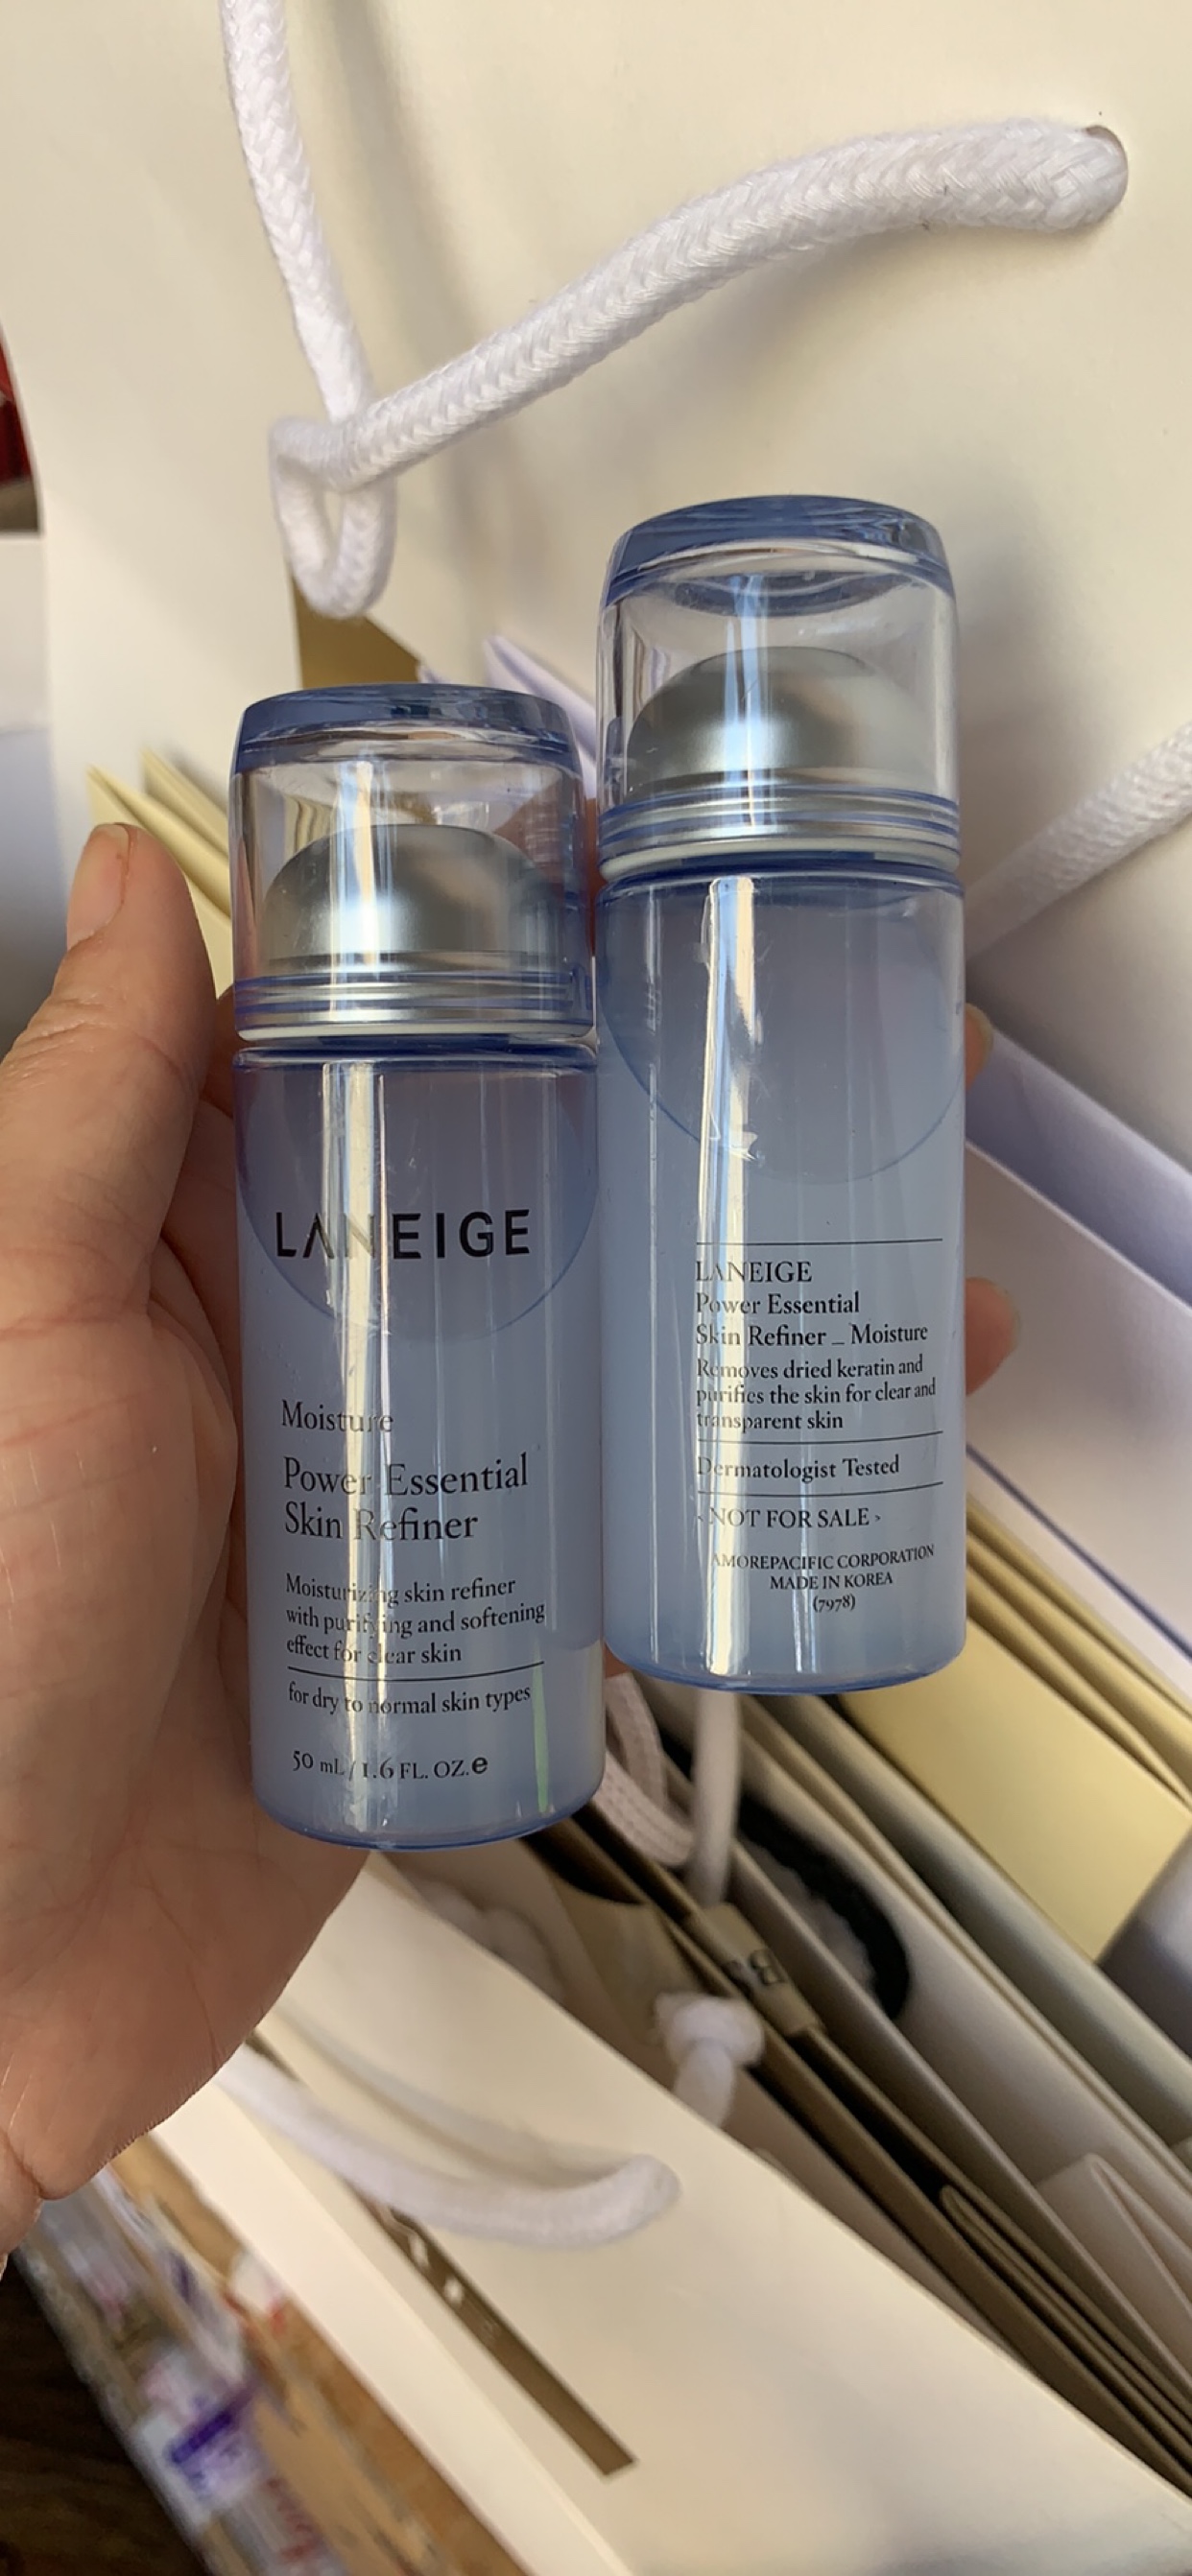 LANEIGE
Moisture
Power Essential
Skin Refiner
Moisturizing skin refiner
with purifying and softening
effect for clear skin
for dry to normal skin types
50 mL / 1.6 FL. OZ. e
LANEIGE
Power Essential
Skin Refiner _ Moisture
Removes dried keratin and
purifies the skin for clear and
transparent skin
Dermatologist Tested
< NOT FOR SALE >
AMOREPACIFIC CORPORATION
MADE IN KOREA
(7978)